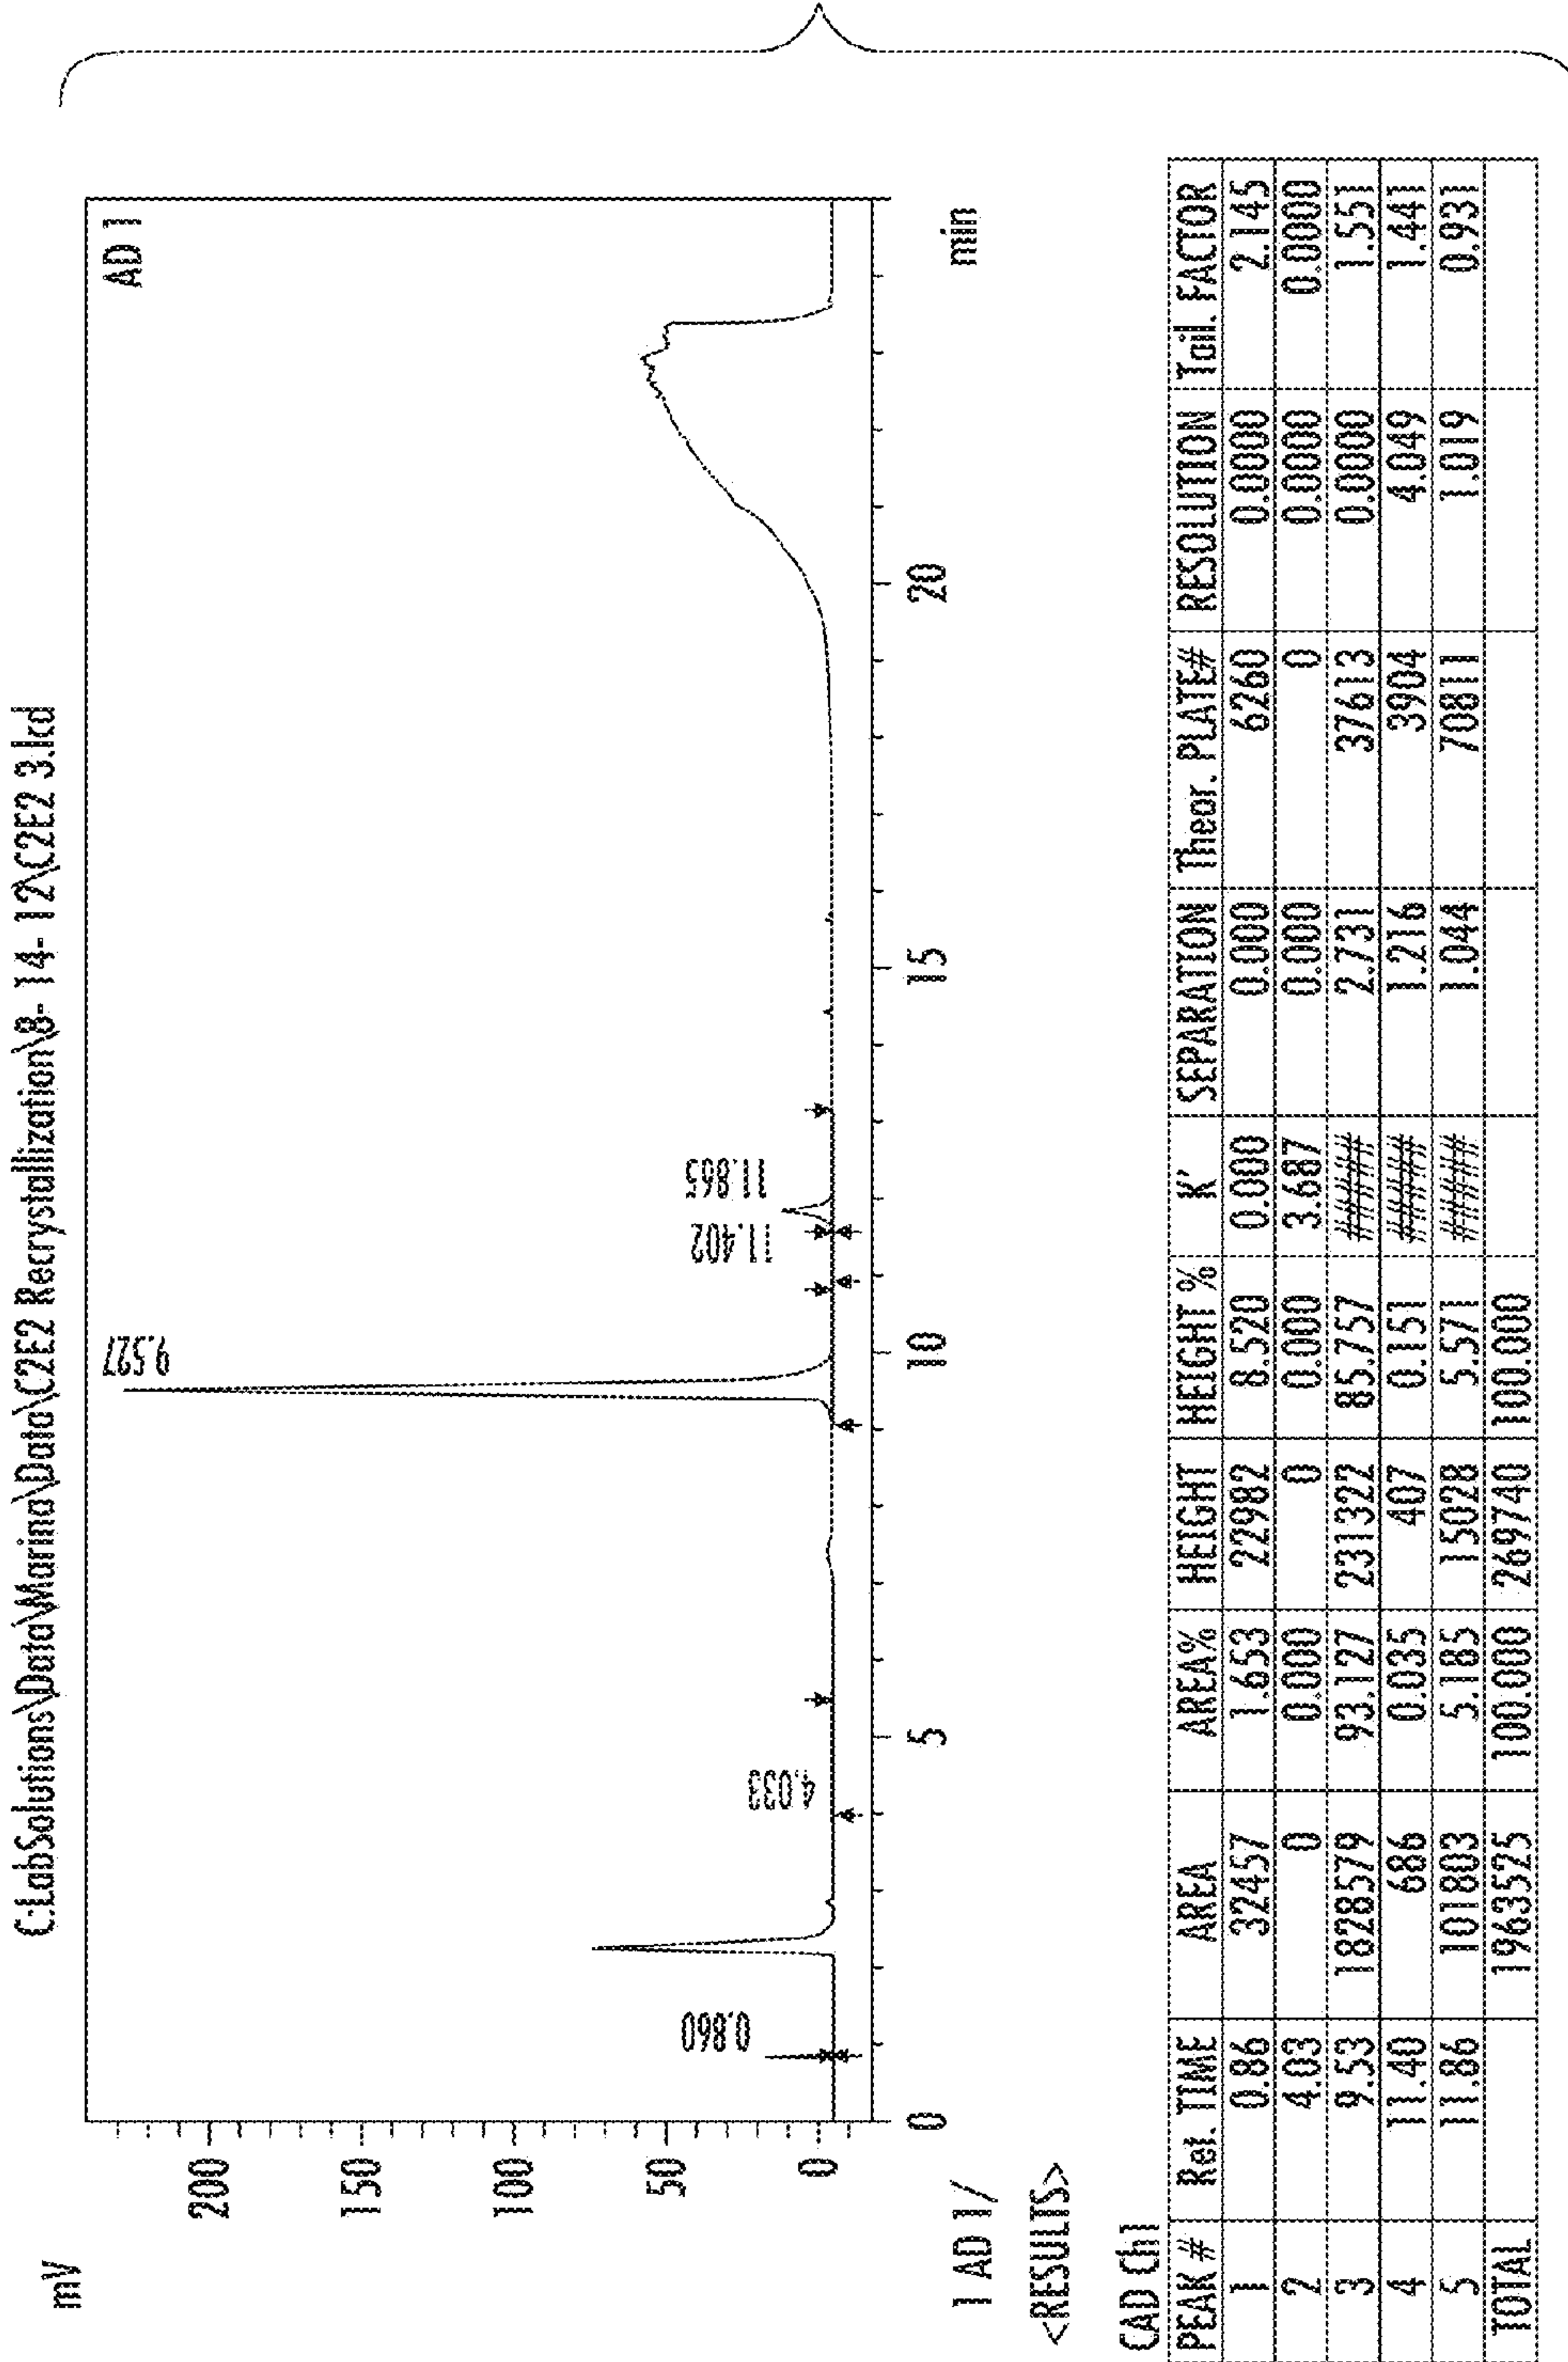 C:LabSolutions\Data\Marina\Data\C2E2 Recrystallization\8- 14- 12\C2E2 3.lcd
mV
AD 1
200
150
100
50
0
0.860
4.033
9.527
11.402
11.865
0 5 10 15 20 min
1 AD 1/
<RESULTS>
CAD Ch1
PEAK # Ret. TIME AREA AREA% HEIGHT HEIGHT % K' SEPARATION Theor. PLATE# RESOLUTION Tail. FACTOR
1 0.86 32457 1.653 22982 8.520 0.000 0.000 6260 0.0000 2.145
2 4.03 0 0.000 0 0.000 3.687 0.000 0 0.0000 0.0000
3 9.53 1828579 93.127 231322 85.757 ##### 2.731 37613 0.0000 1.551
4 11.40 686 0.035 407 0.151 ##### 1.216 3904 4.049 1.441
5 11.86 101803 5.185 15028 5.571 ##### 1.044 70811 1.019 0.931
TOTAL 1963525 100.000 269740 100.000